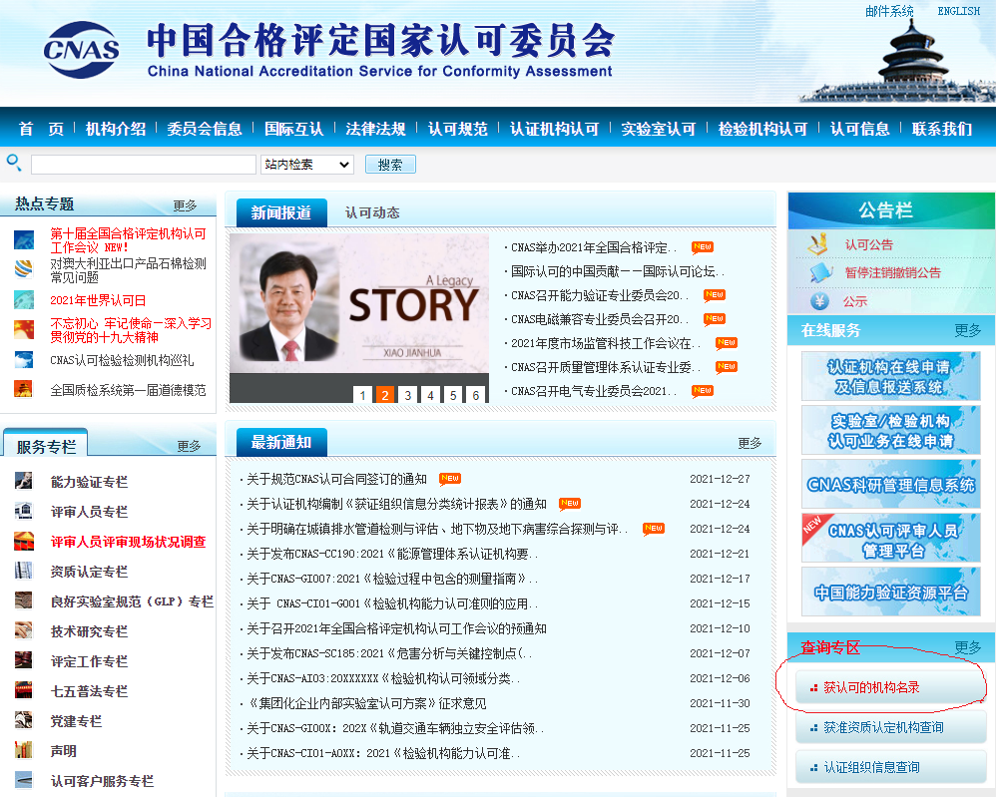 邮件系统 ENGLISH
CNAS 中国合格评定国家认可委员会
China National Accreditation Service for Conformity Assessment
首 页 机构介绍 委员会信息 国际互认 法律法规 认可规范 认证机构认可 实验室认可 检验机构认可 认可信息 联系我们
站内检索 搜索
热点专题 更多
第十届全国合格评定机构认可
工作会议 NEW!
对澳大利亚出口产品石棉检测
常见问题
2021年世界认可日
不忘初心 牢记使命—深入学习
贯彻党的十九大精神
CNAS认可检验检测机构巡礼
全国质检系统第一届道德模范
服务专栏 更多
能力验证专栏
评审人员专栏
评审人员评审现场状况调查
资质认定专栏
良好实验室规范（GLP）专栏
技术研究专栏
评定工作专栏
七五普法专栏
党建专栏
声明
认可客户服务专栏
新闻报道 认可动态
A Legacy
STORY
XIAO JIANHUA
1 2 3 4 5 6
·CNAS举办2021年全国合格评定.. NEW
·国际认可的中国贡献——国际认可论坛..
·CNAS召开能力验证专业委员会20.. NEW
·CNAS电磁兼容专业委员会召开20.. NEW
·2021年度市场监管科技工作会议在.. NEW
·CNAS召开质量管理体系认证专业委.. NEW
·CNAS召开电气专业委员会2021.. NEW
最新通知 更多
·关于规范CNAS认可合同签订的通知 NEW 2021-12-27
·关于认证机构编制《获证组织信息分类统计报表》的通知 NEW 2021-12-24
·关于明确在城镇排水管道检测与评估、地下物及地下病害综合探测与评.. NEW 2021-12-24
·关于发布CNAS-CC190:2021《能源管理体系认证机构要.. 2021-12-21
·关于CNAS-GI007:2021《检验过程中包含的测量指南》.. 2021-12-17
·关于 CNAS-CI01-G001《检验机构能力认可准则的应用.. 2021-12-15
·关于召开2021年全国合格评定机构认可工作会议的预通知 2021-12-10
·关于发布CNAS-SC185:2021《危害分析与关键控制点(.. 2021-12-07
·关于CNAS-AI03:20XXXXXX《检验机构认可领域分类.. 2021-12-06
·《集团化企业内部实验室认可方案》征求意见 2021-11-30
·关于CNAS-GI00X: 202X《轨道交通车辆独立安全评估领.. 2021-11-25
·关于CNAS-CI01-A0XX: 2021《检验机构能力认可准.. 2021-11-25
公告栏
认可公告
暂停注销撤销公告
公示
在线服务 更多
认证机构在线申请
及信息报送系统
实验室/检验机构
认可业务在线申请
CNAS科研管理信息系统
NEW CNAS认可评审人员
管理平台
中国能力验证资源平台
查询专区 更多
获认可的机构名录
获准资质认定机构查询
认证组织信息查询